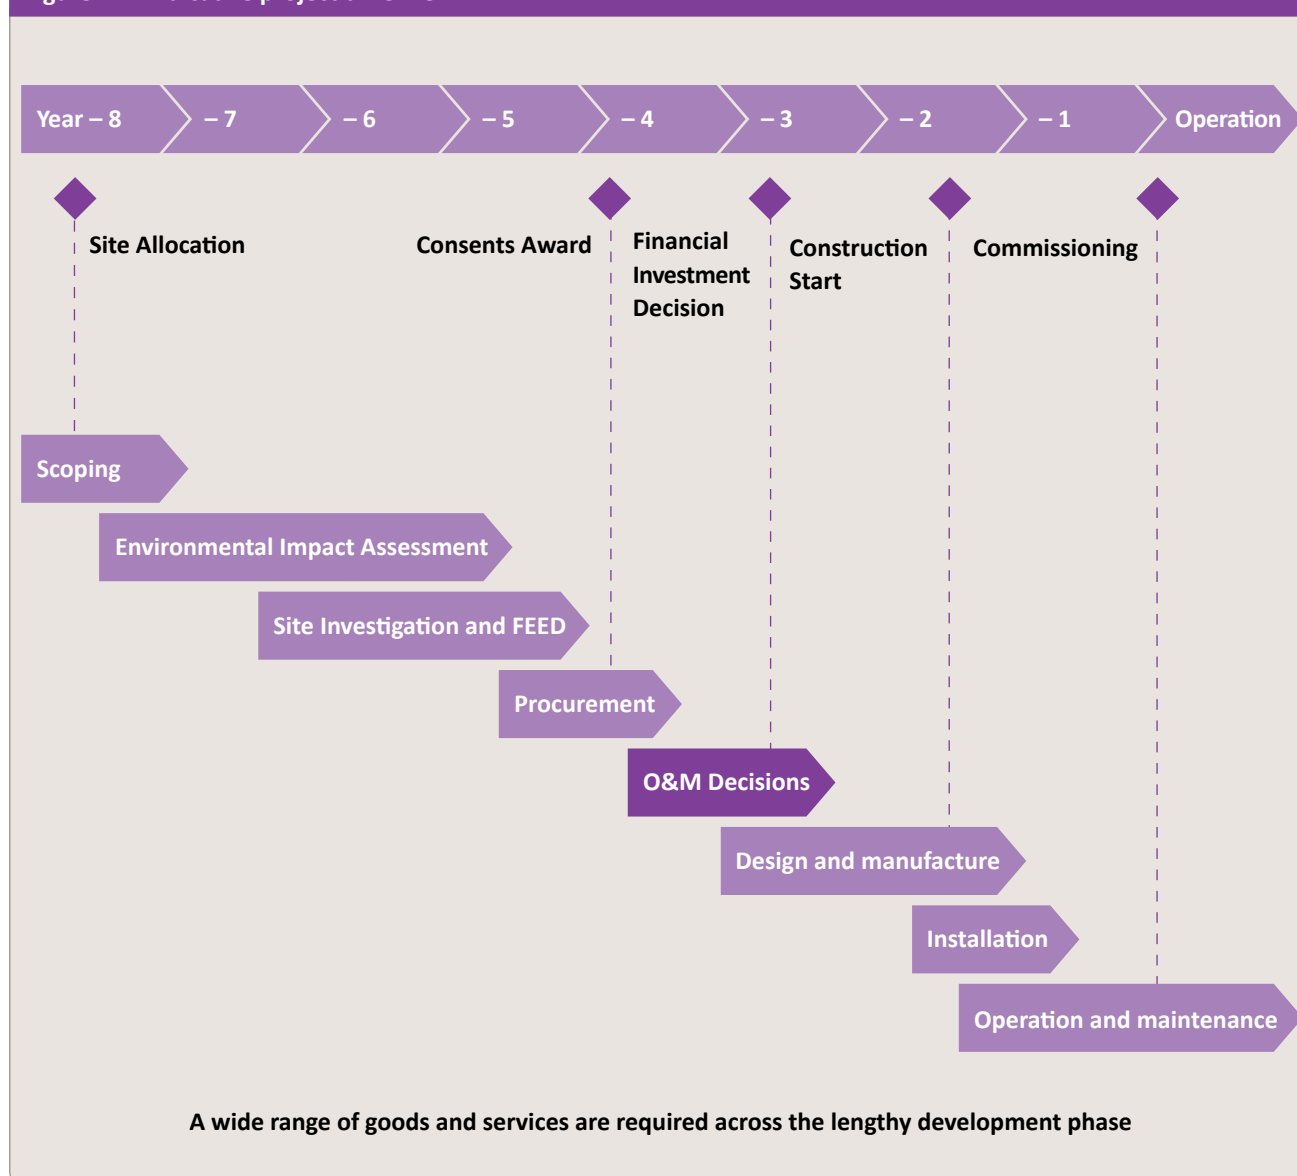 Year – 8
– 7
– 6
– 5
– 4
– 3
– 2
– 1
Operation
Site Allocation
Consents Award
Financial
Investment
Decision
Construction
Start
Commissioning
Scoping
Environmental Impact Assessment
Site Investigation and FEED
Procurement
O&M Decisions
Design and manufacture
Installation
Operation and maintenance
A wide range of goods and services are required across the lengthy development phase